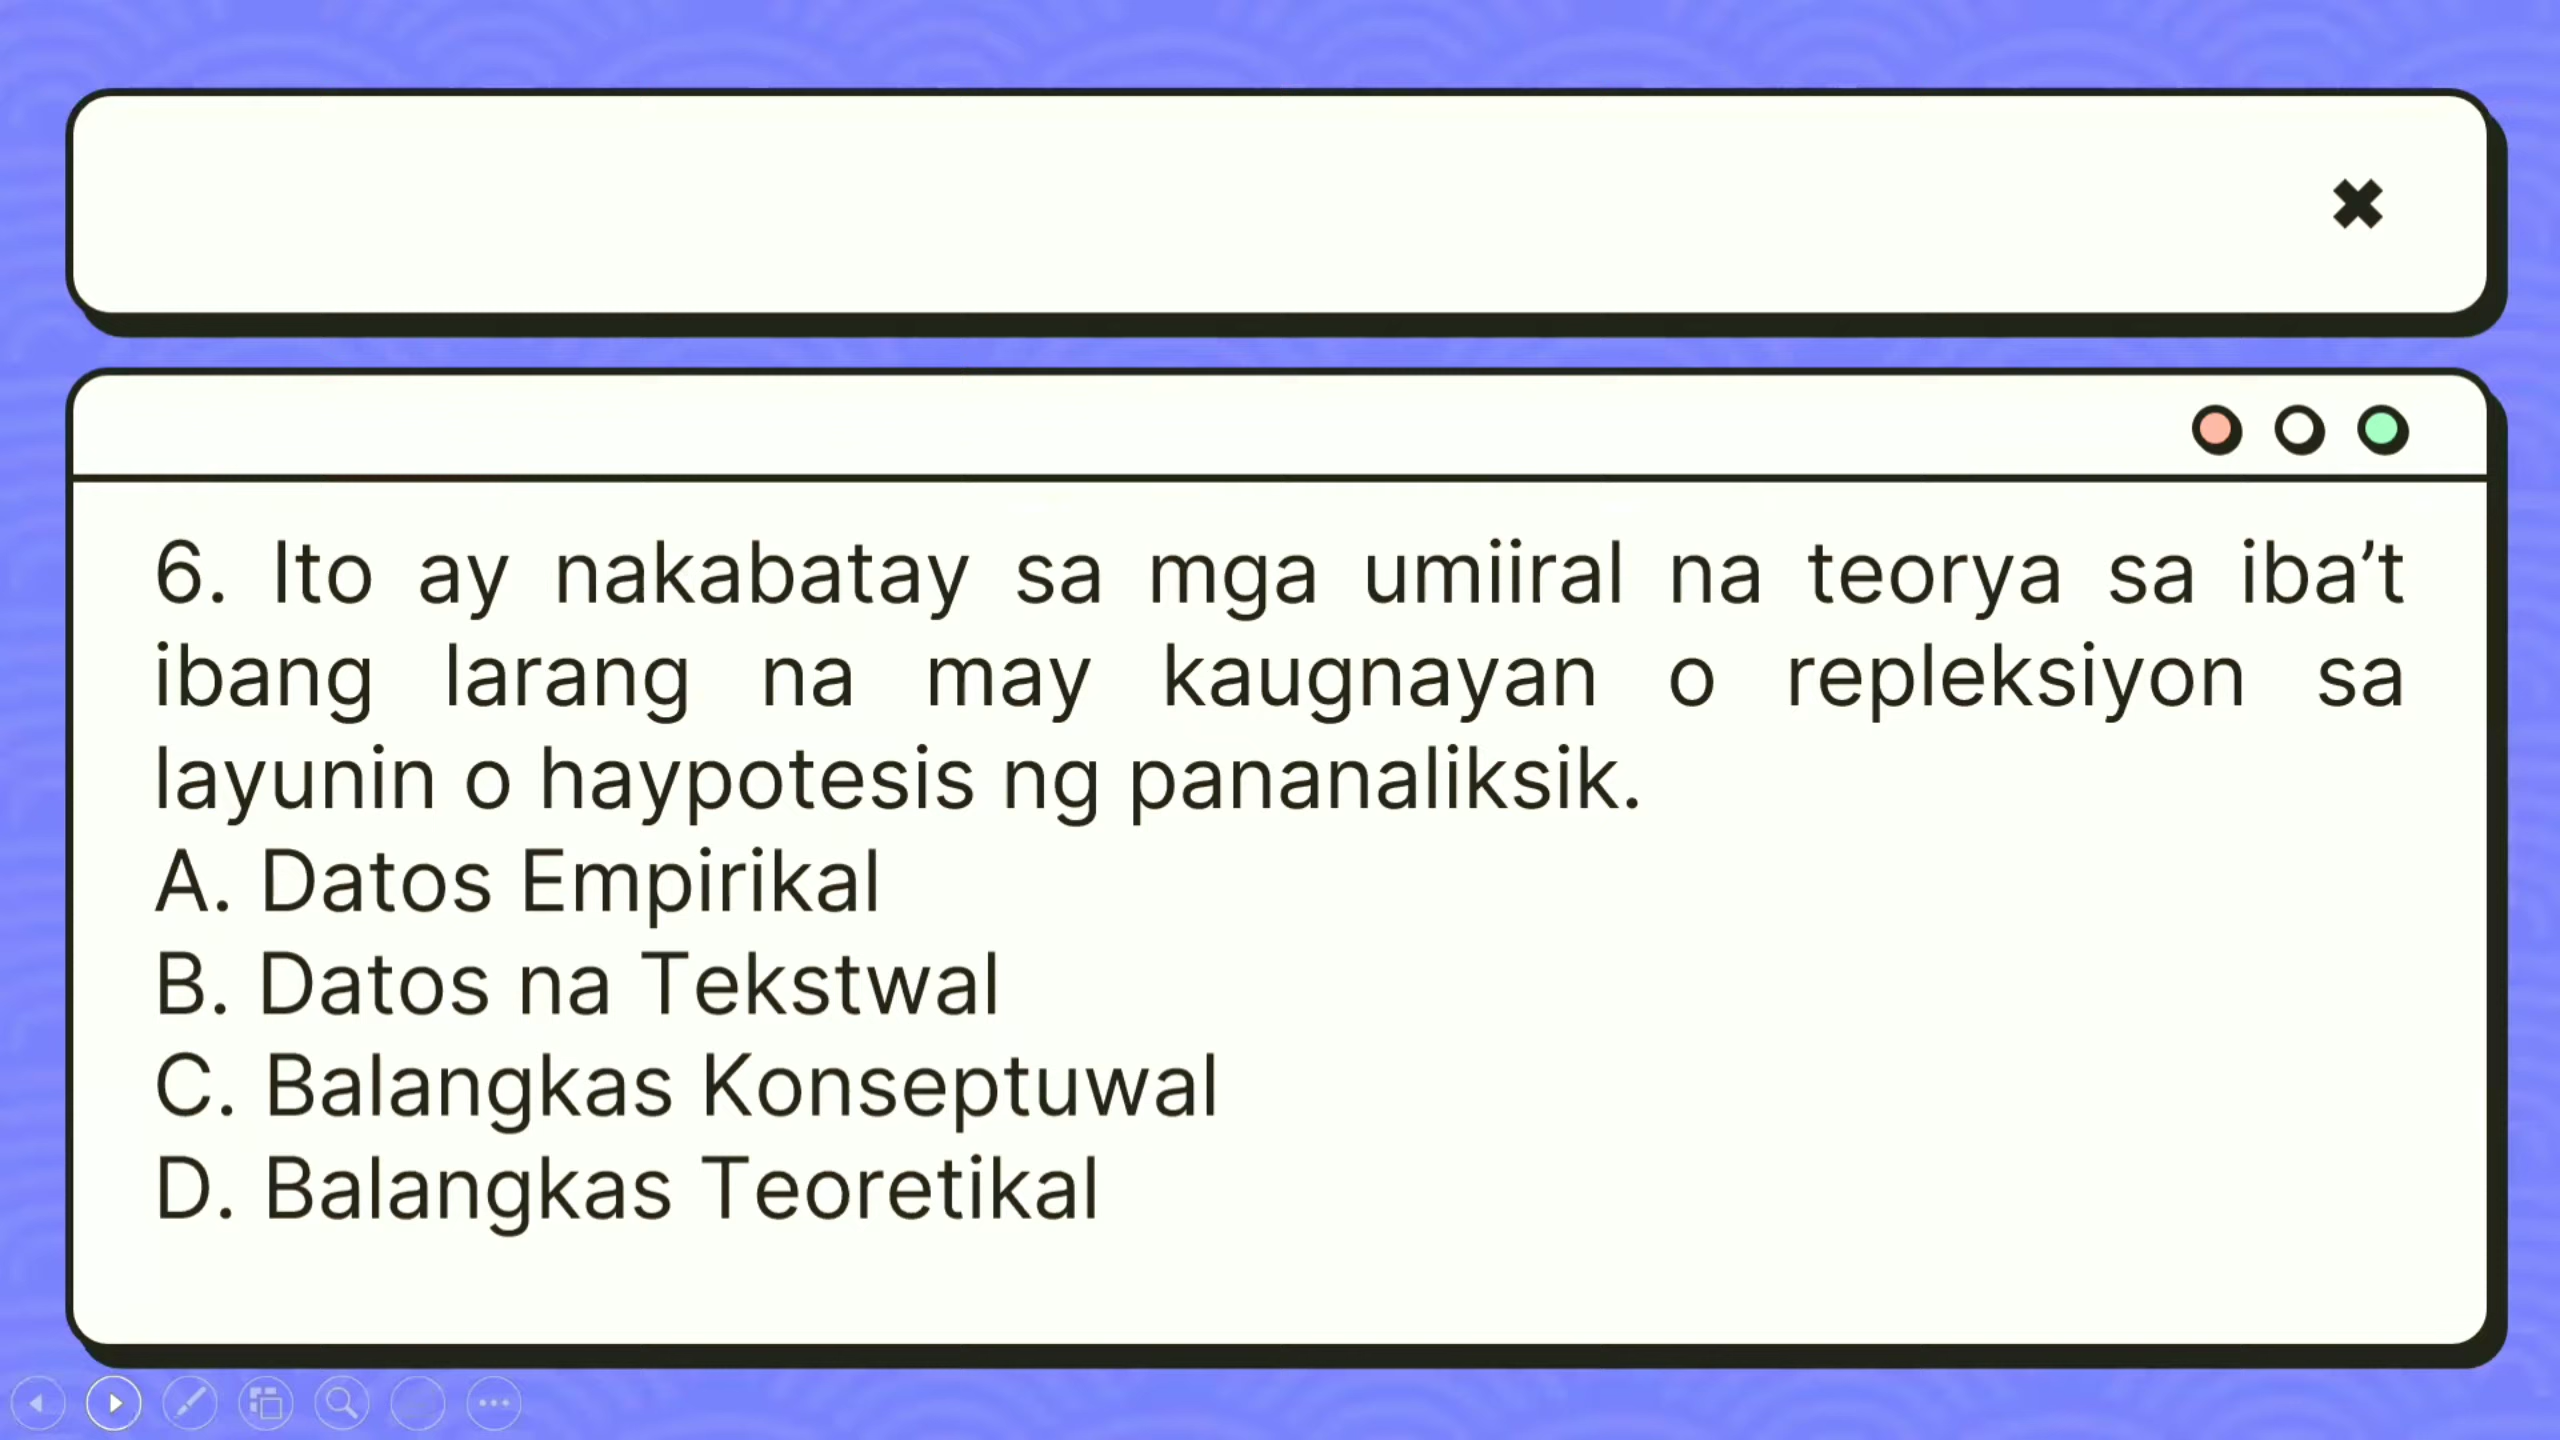 6. Ito ay nakabatay sa mga umiiral na teorya sa iba’t
ibang larang na may kaugnayan o repleksiyon sa
layunin o haypotesis ng pananaliksik.
A. Datos Empirikal
B. Datos na Tekstwal
C. Balangkas Konseptuwal
D. Balangkas Teoretikal